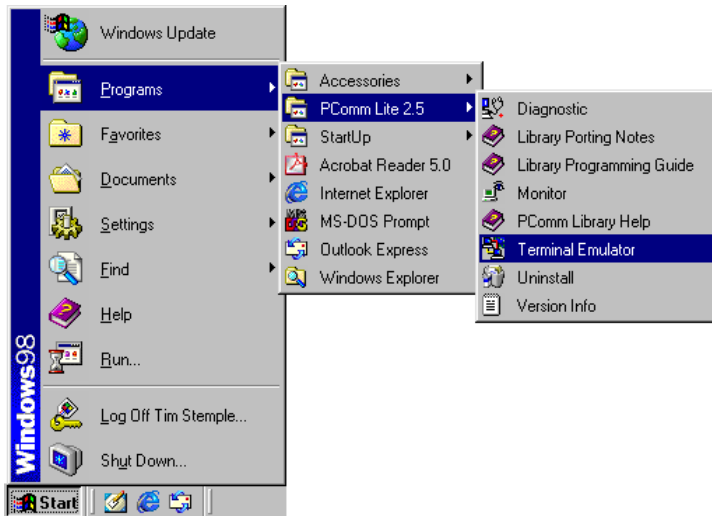 Windows Update
Programs
Favorites
Documents
Settings
Find
Help
Run...
Log Off Tim Stemple...
Shut Down...
Windows98
Start
Accessories
PComm Lite 2.5
StartUp
Acrobat Reader 5.0
Internet Explorer
MS-DOS Prompt
Outlook Express
Windows Explorer
Diagnostic
Library Porting Notes
Library Programming Guide
Monitor
PComm Library Help
Terminal Emulator
Uninstall
Version Info